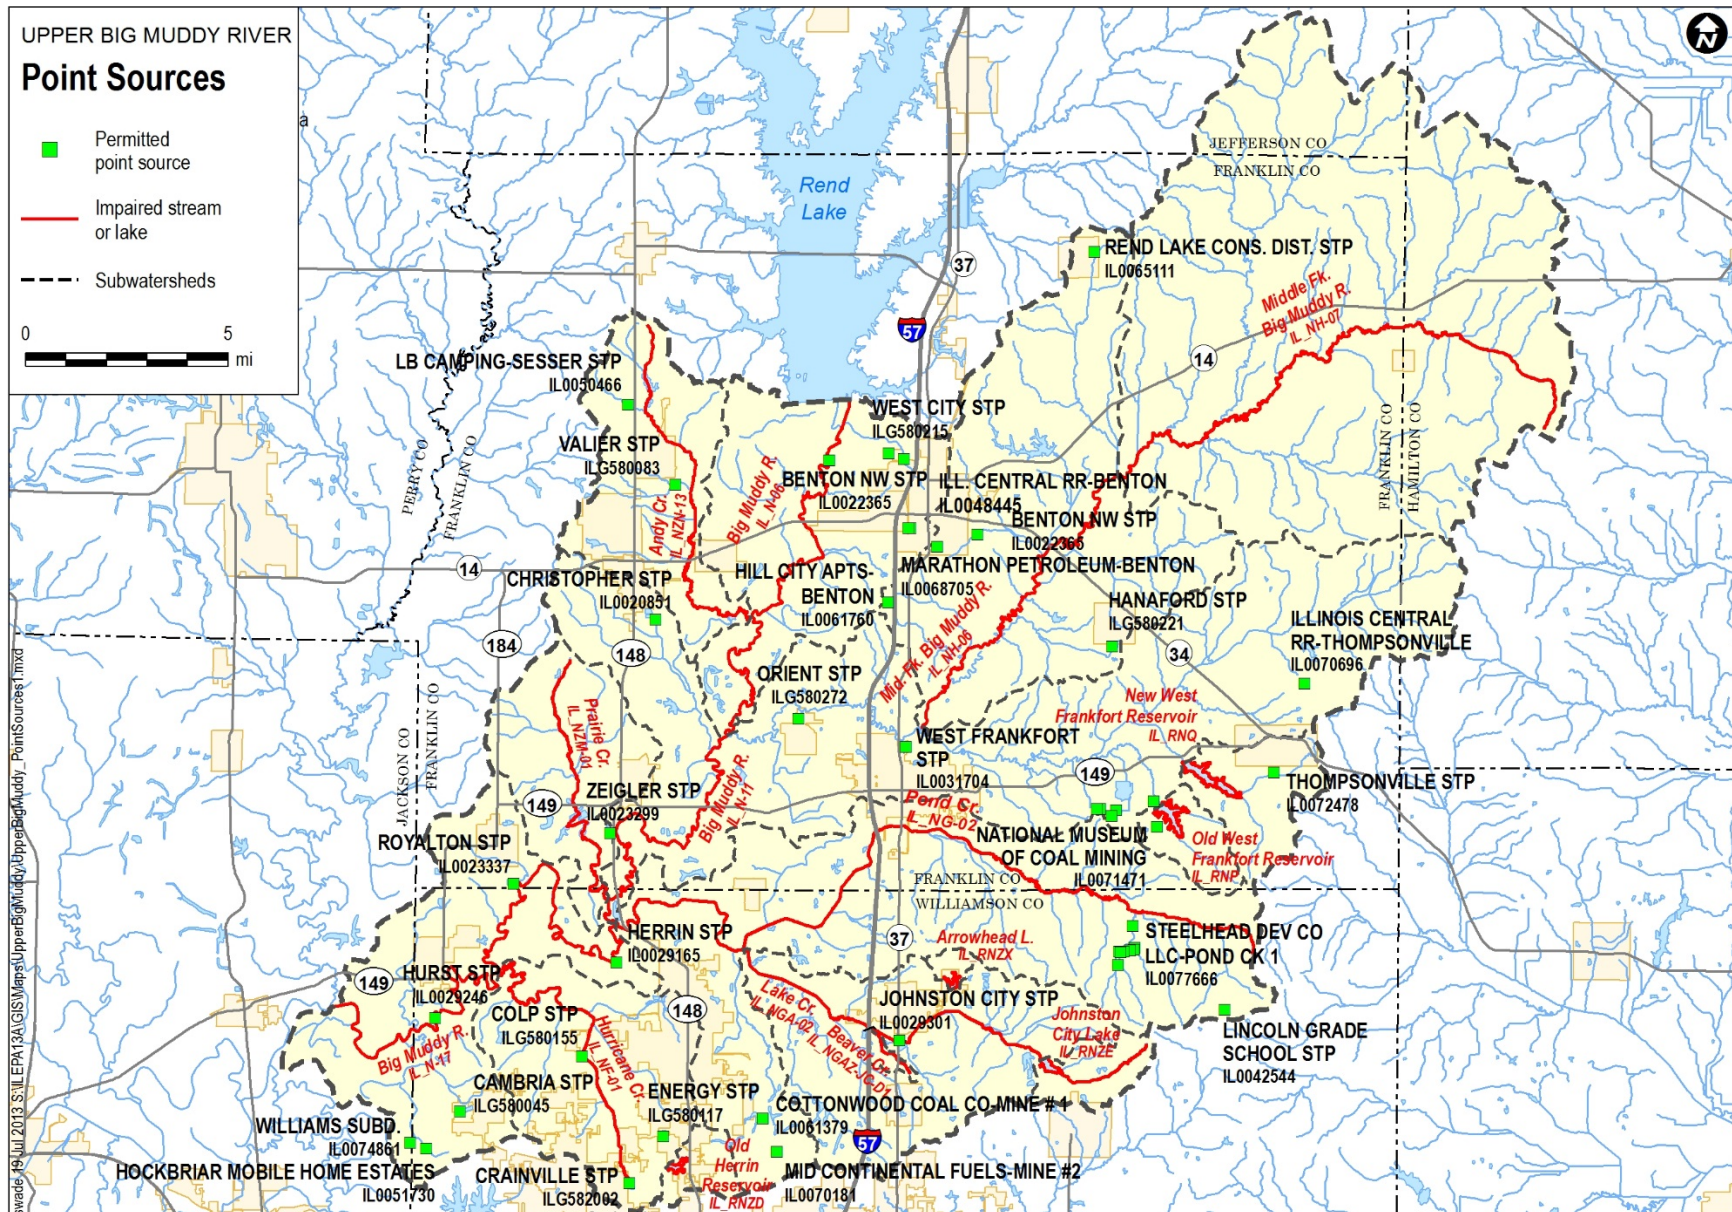 UPPER BIG MUDDY RIVER
Point Sources
Permitted
point source
Impaired stream
or lake
Subwatersheds
0
5
mi
a
N
JEFFERSON CO
FRANKLIN CO
Rend
Lake
37
REND LAKE CONS. DIST. STP
IL0065111
Middle Fk.
Big Muddy R.
IL_NH-07
57
14
LB CAMPING-SESSER STP
IL0050466
WEST CITY STP
ILG580215
PERRY CO
FRANKLIN CO
FRANKLIN CO
HAMILTON CO
VALIER STP
ILG580083
Andy Cr.
IL_NZN-13
Big Muddy R.
IL_N-06
BENTON NW STP
IL0022365
ILL. CENTRAL RR-BENTON
IL0048445
BENTON NW STP
IL0022365
14
CHRISTOPHER STP
IL0020851
HILL CITY APTS-
BENTON
IL0061760
MARATHON PETROLEUM-BENTON
IL0068705
HANAFORD STP
ILG580221
ILLINOIS CENTRAL
RR-THOMPSONVILLE
IL0070696
184
148
34
Mid. Fk. Big Muddy R.
IL_NH-06
ORIENT STP
ILG580272
New West
Frankfort Reservoir
IL_RNQ
JACKSON CO
FRANKLIN CO
Prairie Cr.
IL_NZM-01
Big Muddy R.
IL_N-11
WEST FRANKFORT
STP
IL0031704
149
THOMPSONVILLE STP
IL0072478
ZEIGLER STP
IL0023299
149
Pond Cr.
IL_NG-02
ROYALTON STP
IL0023337
NATIONAL MUSEUM
OF COAL MINING
IL0071471
Old West
Frankfort Reservoir
IL_RNP
FRANKLIN CO
WILLIAMSON CO
HERRIN STP
IL0029165
37
Arrowhead L.
IL_RNZX
STEELHEAD DEV CO
LLC-POND CK 1
IL0077666
149
HURST STP
IL0029246
COLP STP
ILG580155
148
Lake Cr.
IL_NGA-02
Beaver Cr.
IL_NGAZ-JC-D1
JOHNSTON CITY STP
IL0029301
Johnston
City Lake
IL_RNZE
LINCOLN GRADE
SCHOOL STP
IL0042544
Big Muddy R.
IL_N-17
Hurricane Cr.
IL_NF-01
CAMBRIA STP
ILG580045
ENERGY STP
ILG580117
COTTONWOOD COAL CO-MINE #1
IL0061379
WILLIAMS SUBD.
IL0074861
57
HOCKBRIAR MOBILE HOME ESTATES
IL0051730
CRAINVILLE STP
ILG582002
Old
Herrin
Reservoir
IL_RNZD
MID CONTINENTAL FUELS-MINE #2
IL0070181
swade 19 Jul 2013 S:\ILEPA13A\GIS\Maps\UpperBigMuddy\UpperBigMuddy_PointSources1.mxd